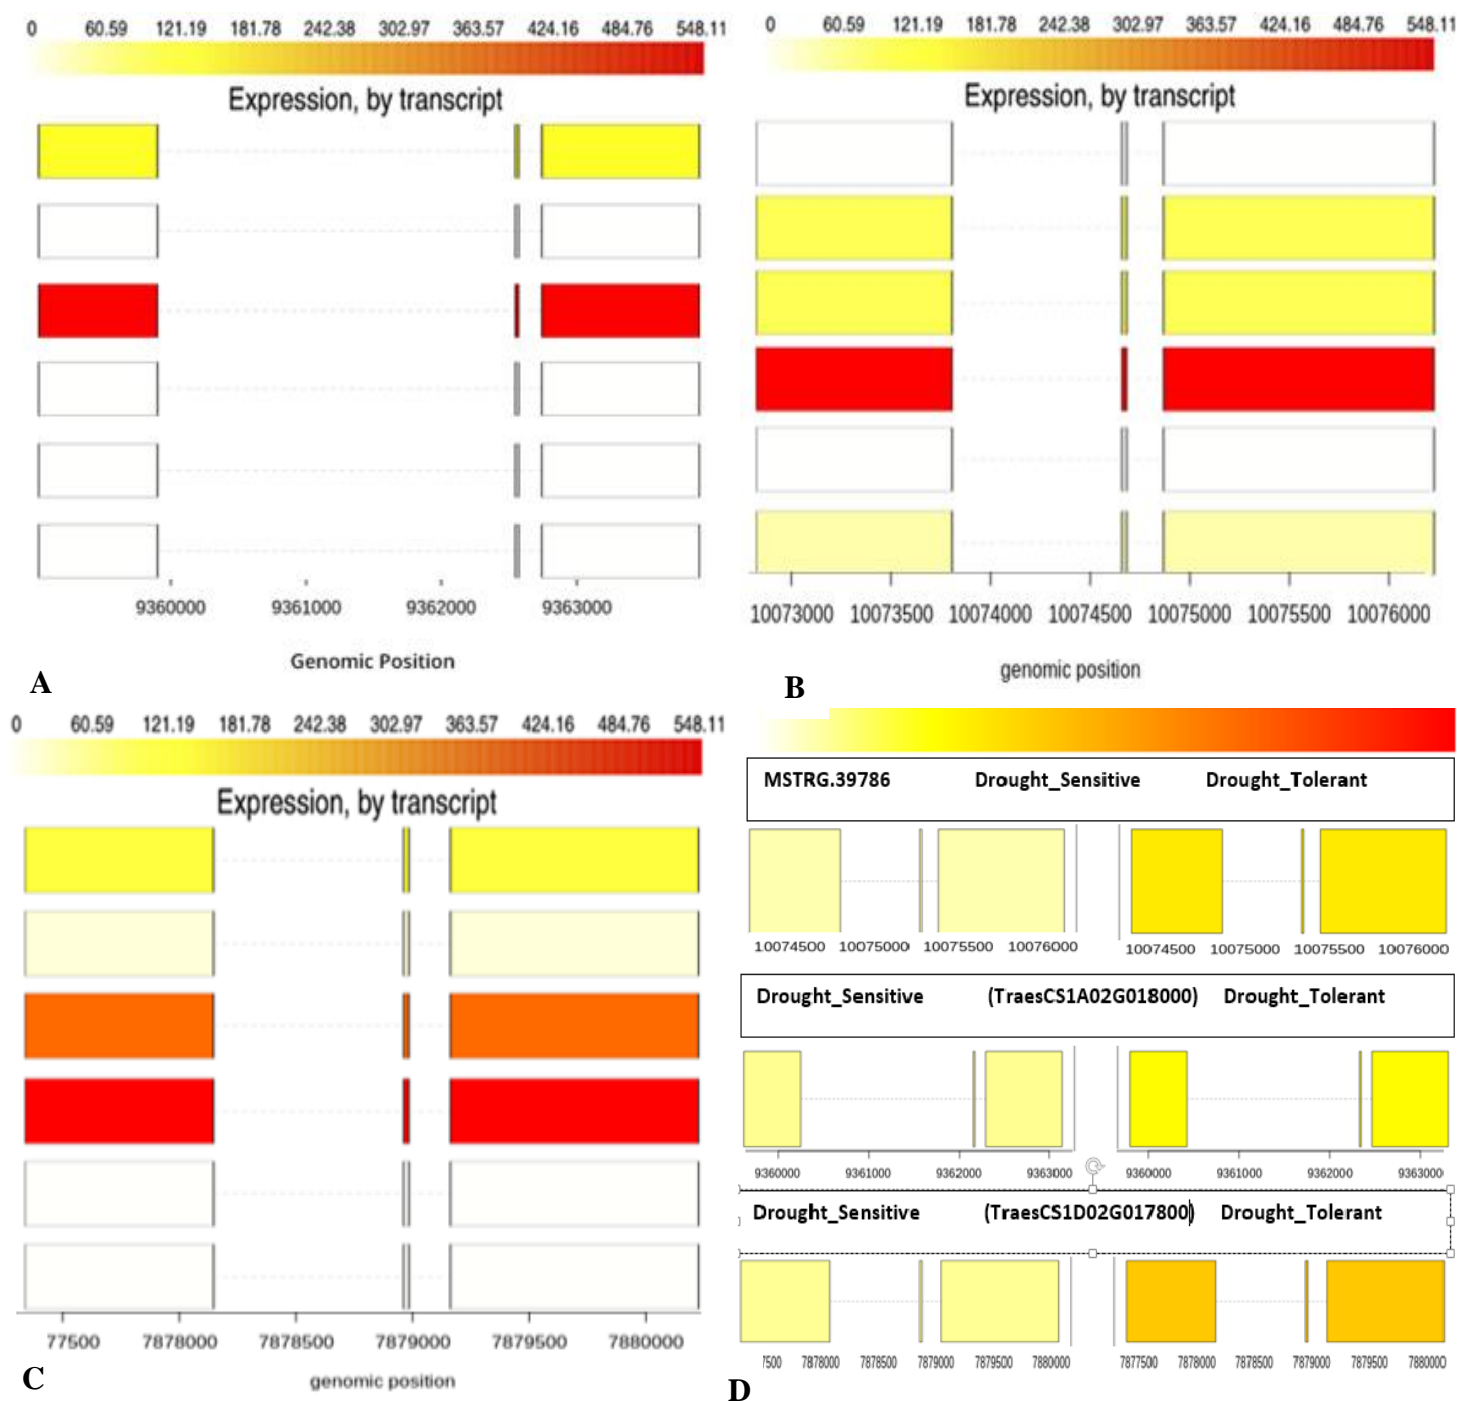 0 60.59 121.19 181.78 242.38 302.97 363.57 424.16 484.76 548.11
Expression, by transcript
9360000 9361000 9362000 9363000
Genomic Position
A
0 60.59 121.19 181.78 242.38 302.97 363.57 424.16 484.76 548.11
Expression, by transcript
10073000 10073500 10074000 10074500 10075000 10075500 10076000
genomic position
B
0 60.59 121.19 181.78 242.38 302.97 363.57 424.16 484.76 548.11
Expression, by transcript
77500 7878000 7878500 7879000 7879500 7880000
genomic position
C
MSTRG.39786 Drought_Sensitive Drought_Tolerant
10074500 10075000 10075500 10076000 10074500 10075000 10075500 10076000
Drought_Sensitive (TraesCS1A02G018000) Drought_Tolerant
9360000 9361000 9362000 9363000 9360000 9361000 9362000 9363000
Drought_Sensitive (TraesCS1D02G017800) Drought_Tolerant
7500 7878000 7878500 7879000 7879500 7880000 7877500 7878000 7878500 7879000 7879500 7880000
D